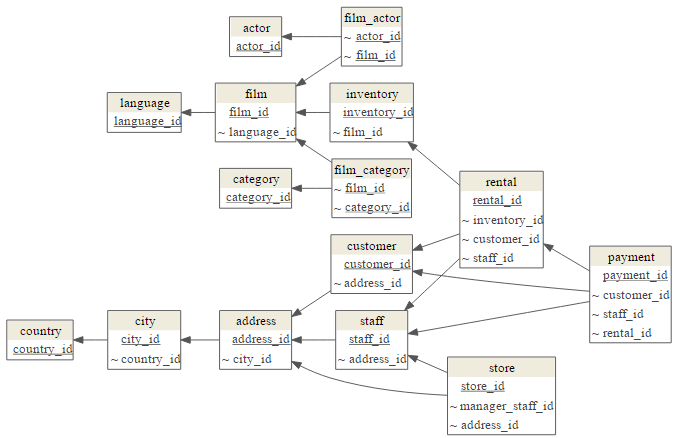 actor
actor_id
film_actor
~ actor_id
~ film_id
language
language_id
film
film_id
~ language_id
inventory
inventory_id
~ film_id
category
category_id
film_category
~ film_id
~ category_id
rental
rental_id
~ inventory_id
~ customer_id
~ staff_id
customer
customer_id
~ address_id
payment
payment_id
~ customer_id
~ staff_id
~ rental_id
country
country_id
city
city_id
~ country_id
address
address_id
~ city_id
staff
staff_id
~ address_id
store
store_id
~ manager_staff_id
~ address_id